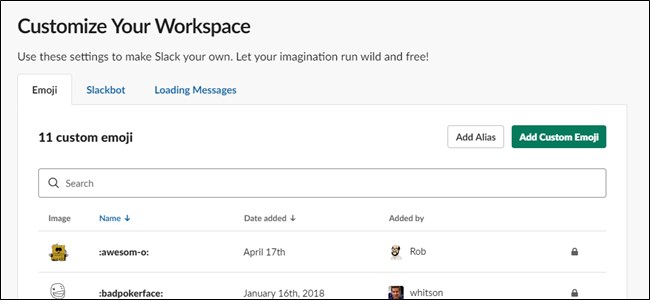 Customize Your Workspace
Use these settings to make Slack your own. Let your imagination run wild and free!
Emoji Slackbot Loading Messages
11 custom emoji Add Alias Add Custom Emoji
Search
Image Name ↓ Date added ↓ Added by
:awesom-o: April 17th Rob
:badpokerface: January 16th, 2018 whitson